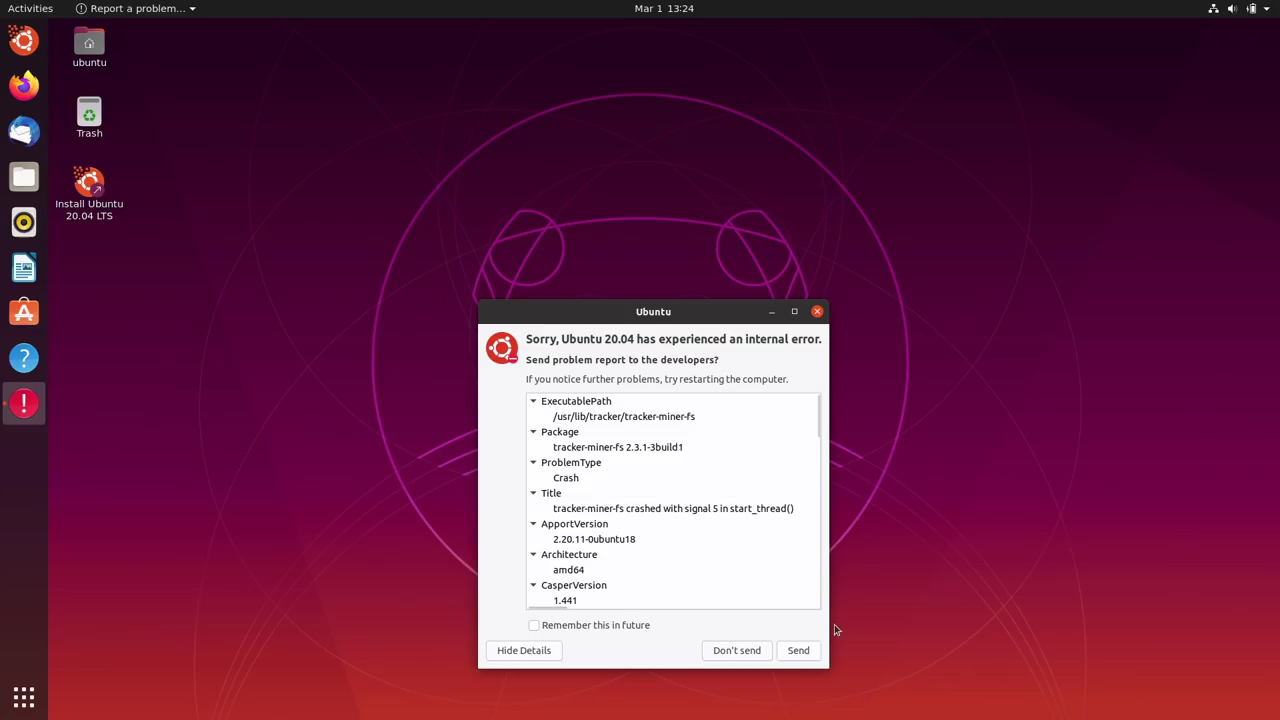 Activities
Report a problem...
Mar 1 13:24
ubuntu
Trash
Install Ubuntu
20.04 LTS
Ubuntu
Sorry, Ubuntu 20.04 has experienced an internal error.
Send problem report to the developers?
If you notice further problems, try restarting the computer.
ExecutablePath
/usr/lib/tracker/tracker-miner-fs
Package
tracker-miner-fs 2.3.1-3build1
ProblemType
Crash
Title
tracker-miner-fs crashed with signal 5 in start_thread()
ApportVersion
2.20.11-0ubuntu18
Architecture
amd64
CasperVersion
1.441
Remember this in future
Hide Details
Don't send
Send